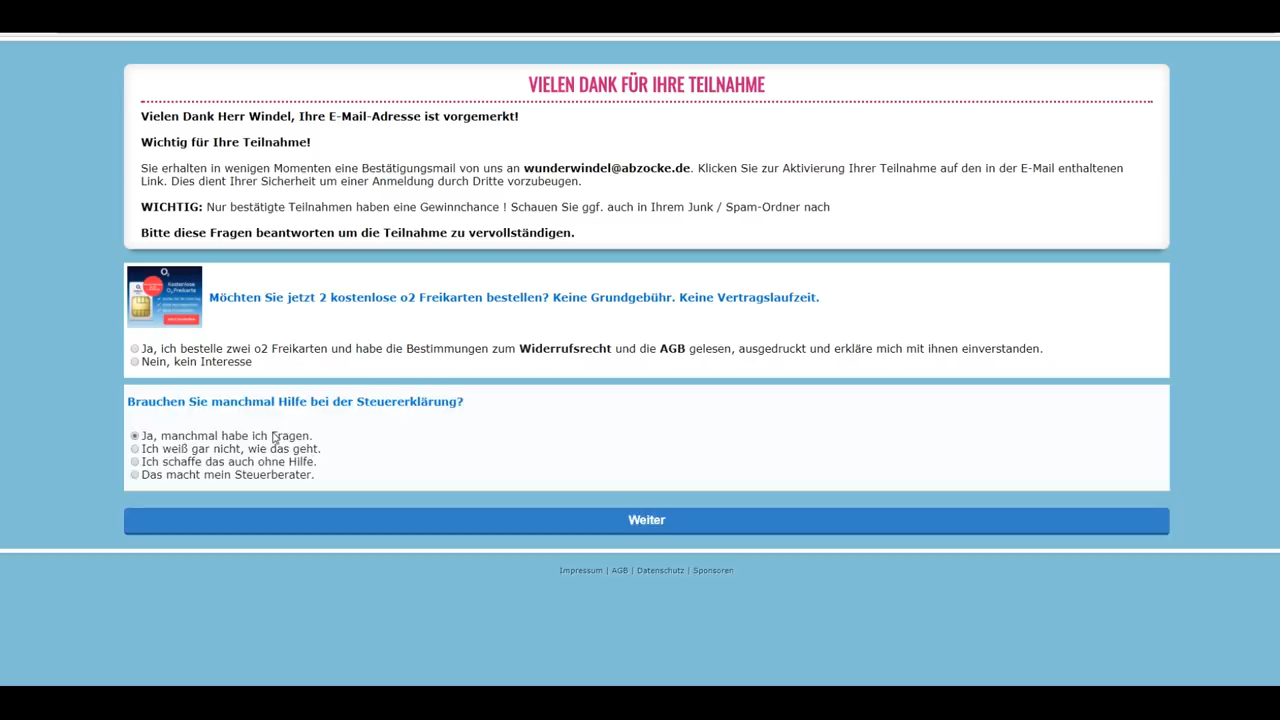 VIELEN DANK FÜR IHRE TEILNAHME
Vielen Dank Herr Windel, Ihre E-Mail-Adresse ist vorgemerkt!
Wichtig für Ihre Teilnahme!
Sie erhalten in wenigen Momenten eine Bestätigungsmail von uns an wunderwindel@abzocke.de. Klicken Sie zur Aktivierung Ihrer Teilnahme auf den in der E-Mail enthaltenen
Link. Dies dient Ihrer Sicherheit um einer Anmeldung durch Dritte vorzubeugen.
WICHTIG: Nur bestätigte Teilnahmen haben eine Gewinnchance ! Schauen Sie ggf. auch in Ihrem Junk / Spam-Ordner nach
Bitte diese Fragen beantworten um die Teilnahme zu vervollständigen.
O2
Kostenlose
O2 Freikarte
Möchten Sie jetzt 2 kostenlose o2 Freikarten bestellen? Keine Grundgebühr. Keine Vertragslaufzeit.
Ja, ich bestelle zwei o2 Freikarten und habe die Bestimmungen zum Widerrufsrecht und die AGB gelesen, ausgedruckt und erkläre mich mit ihnen einverstanden.
Nein, kein Interesse
Brauchen Sie manchmal Hilfe bei der Steuererklärung?
Ja, manchmal habe ich Fragen.
Ich weiß gar nicht, wie das geht.
Ich schaffe das auch ohne Hilfe.
Das macht mein Steuerberater.
Weiter
Impressum | AGB | Datenschutz | Sponsoren